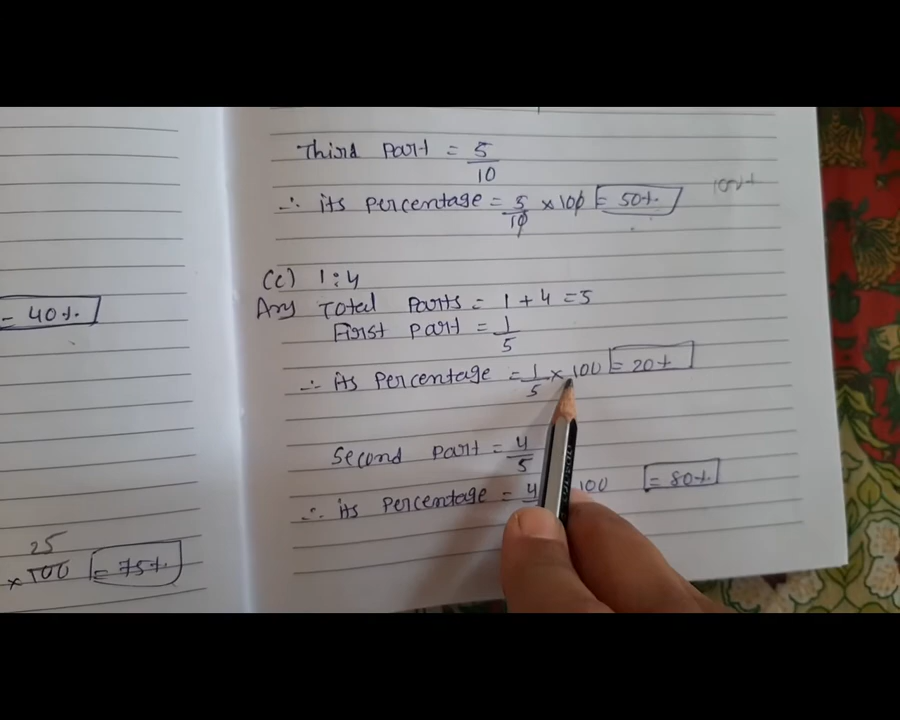 Third Part = 5/10
∴ its Percentage = 5/10 × 100 = 50%
100%
(c) 1:4
Ans Total Parts = 1 + 4 = 5
First part = 1/5
∴ its Percentage = 1/5 × 100 = 20%
Second Part = 4/5
∴ its Percentage = 4 100 = 80%
= 40%
25
× 100 = 75%